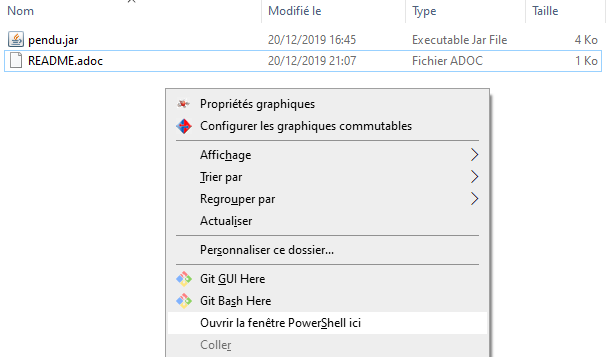 Nom Modifié le Type Taille
pendu.jar 20/12/2019 16:45 Executable Jar File 4 Ko
README.adoc 20/12/2019 21:07 Fichier ADOC 1 Ko
Propriétés graphiques
Configurer les graphiques commutables
Affichage
Trier par
Regrouper par
Actualiser
Personnaliser ce dossier...
Git GUI Here
Git Bash Here
Ouvrir la fenêtre PowerShell ici
Coller